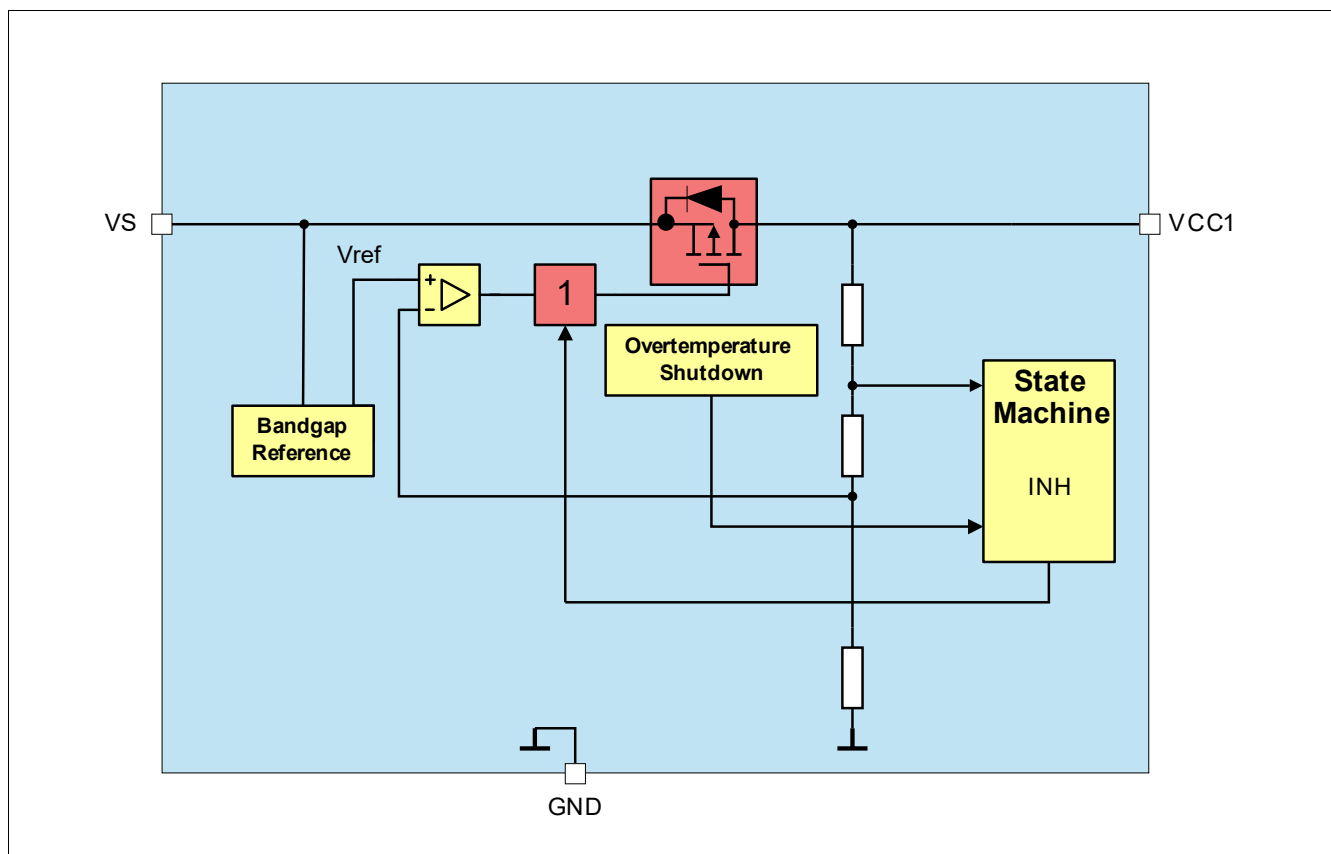 VS
VCC1
Vref
+
-
1
Overtemperature
Shutdown
State
Machine
INH
Bandgap
Reference
GND